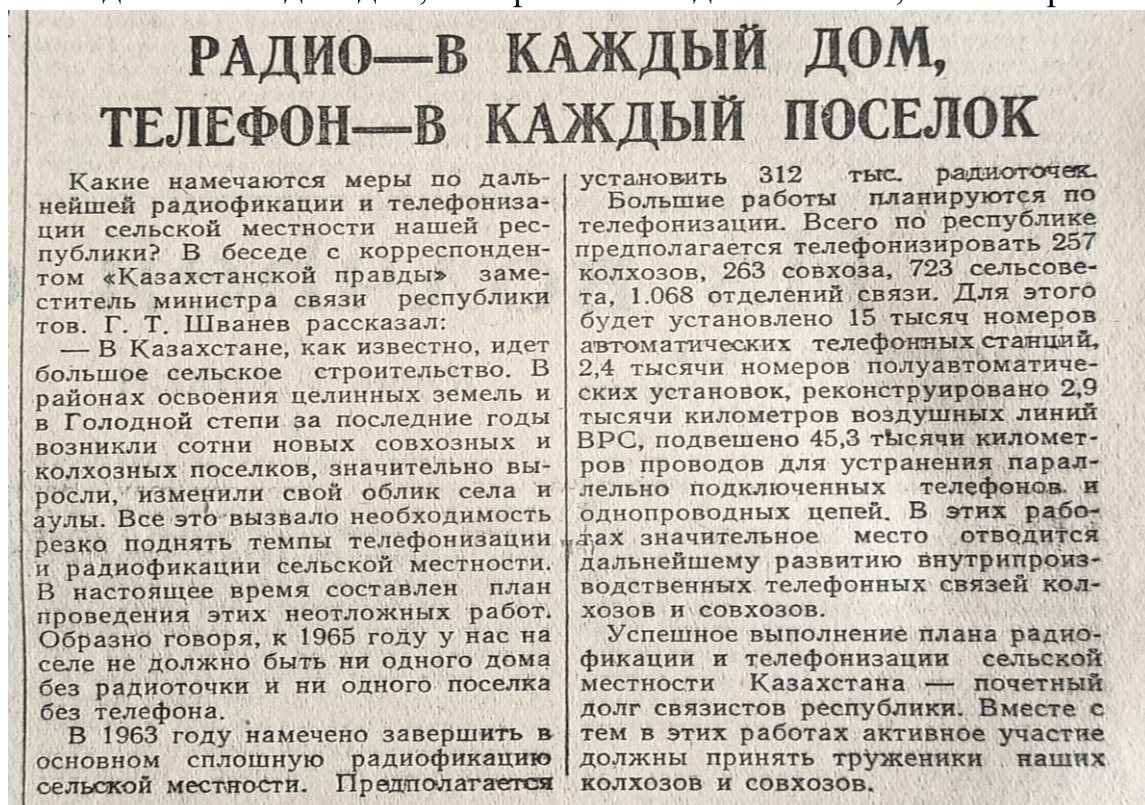 РАДИО—В КАЖДЫЙ ДОМ,
ТЕЛЕФОН—В КАЖДЫЙ ПОСЕЛОК
Какие намечаются меры по даль-
нейшей радиофикации и телефониза-
ции сельской местности нашей рес-
публики? В беседе с корреспонден-
том «Казахстанской правды» заме-
ститель министра связи республики
тов. Г. Т. Шванев рассказал:
— В Казахстане, как известно, идет
большое сельское строительство. В
районах освоения целинных земель и
в Голодной степи за последние годы
возникли сотни новых совхозных и
колхозных поселков, значительно вы-
росли, изменили свой облик села и
аулы. Все это вызвало необходимость
резко поднять темпы телефонизации
и радиофикации сельской местности.
В настоящее время составлен план
проведения этих неотложных работ.
Образно говоря, к 1965 году у нас на
селе не должно быть ни одного дома
без радиоточки и ни одного поселка
без телефона.
В 1963 году намечено завершить в
основном сплошную радиофикацию
сельской местности. Предполагается
установить 312 тыс. радиоточек.
Большие работы планируются по
телефонизации. Всего по республике
предполагается телефонизировать 257
колхозов, 263 совхоза, 723 сельсове-
та, 1.068 отделений связи. Для этого
будет установлено 15 тысяч номеров
автоматических телефонных станций,
2,4 тысячи номеров полуавтоматиче-
ских установок, реконструировано 2,9
тысячи километров воздушных линий
ВРС, подвешено 45,3 тысячи километ-
ров проводов для устранения парал-
лельно подключенных телефонов и
однопроводных цепей. В этих рабо-
тах значительное место отводится
дальнейшему развитию внутрипроиз-
водственных телефонных связей кол-
хозов и совхозов.
Успешное выполнение плана радио-
фикации и телефонизации сельской
местности Казахстана — почетный
долг связистов республики. Вместе с
тем в этих работах активное участие
должны принять труженики наших
колхозов и совхозов.